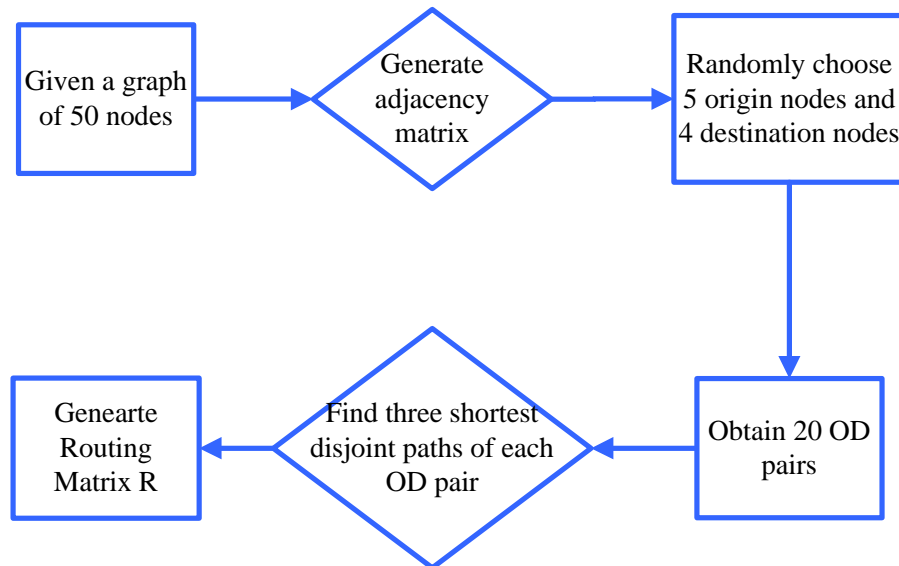 Given a graph
of 50 nodes
Generate
adjacency
matrix
Randomly choose
5 origin nodes and
4 destination nodes
Obtain 20 OD
pairs
Find three shortest
disjoint paths of each
OD pair
Genearte
Routing
Matrix R